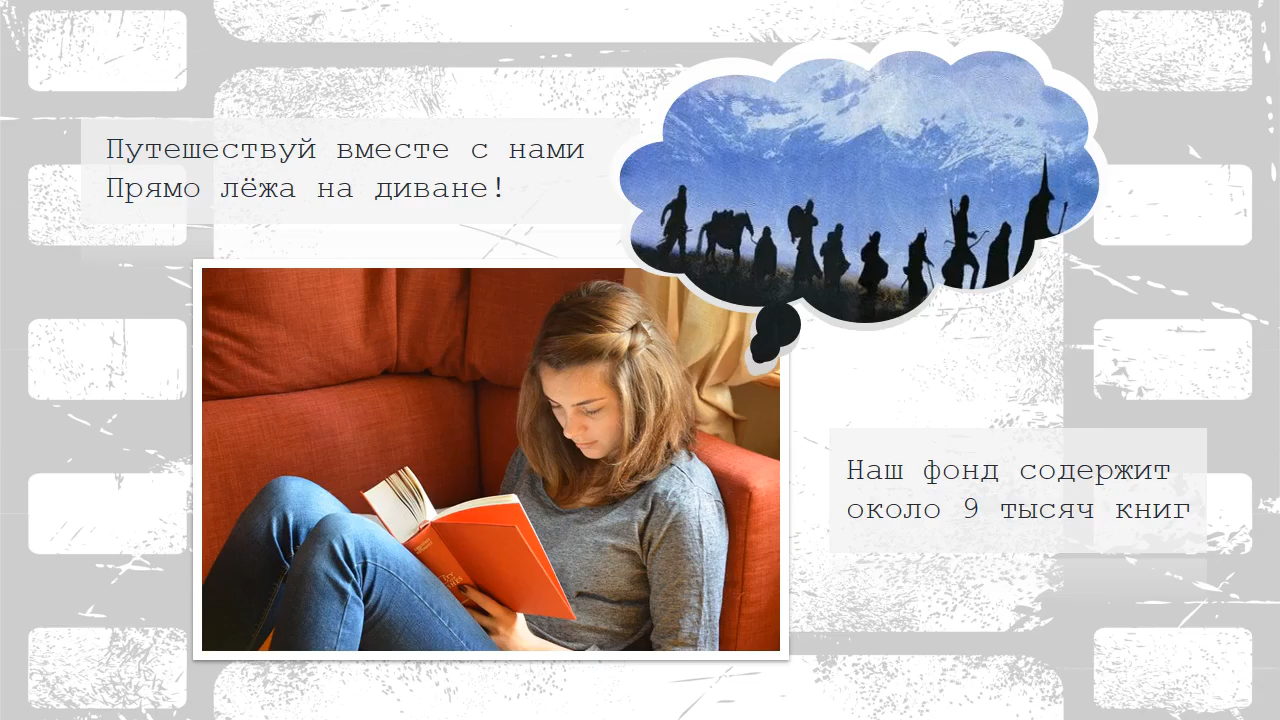 Путешествуй вместе с нами
Прямо лёжа на диване!
Наш фонд содержит
около 9 тысяч книг